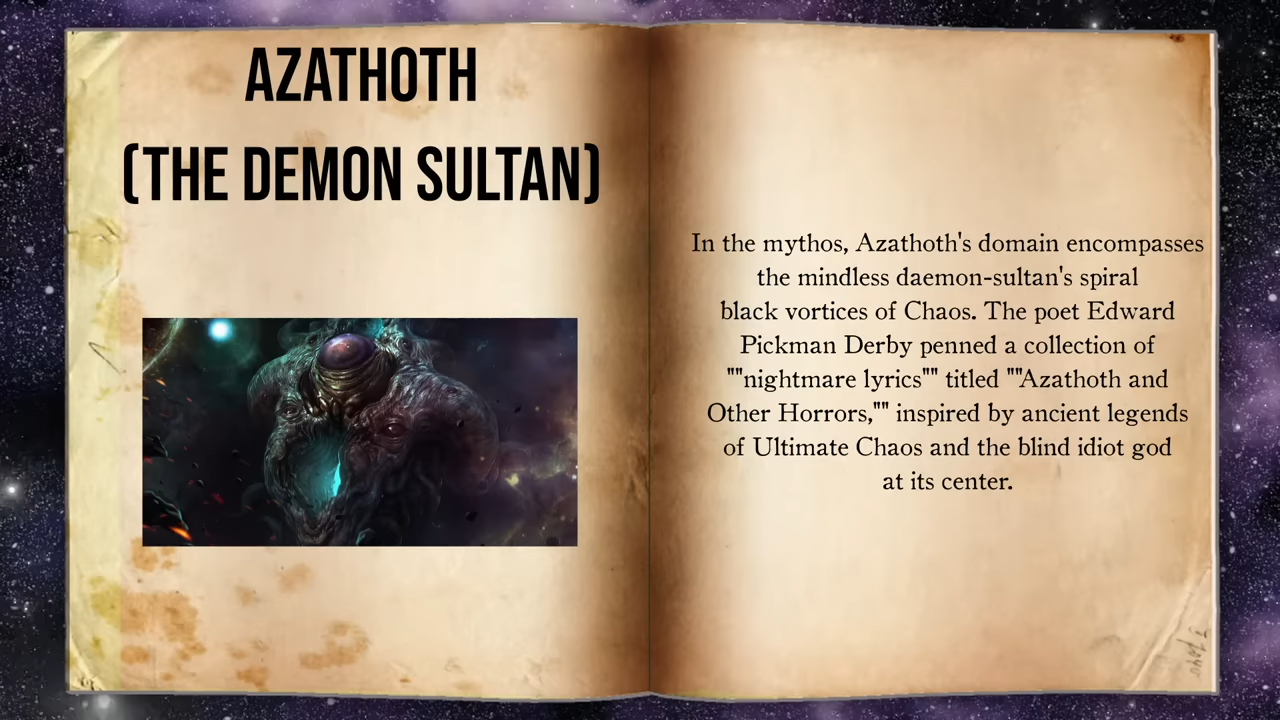 AZATHOTH
(THE DEMON SULTAN)
In the mythos, Azathoth's domain encompasses
the mindless daemon-sultan's spiral
black vortices of Chaos. The poet Edward
Pickman Derby penned a collection of
""nightmare lyrics"" titled ""Azathoth and
Other Horrors,"" inspired by ancient legends
of Ultimate Chaos and the blind idiot god
at its center.